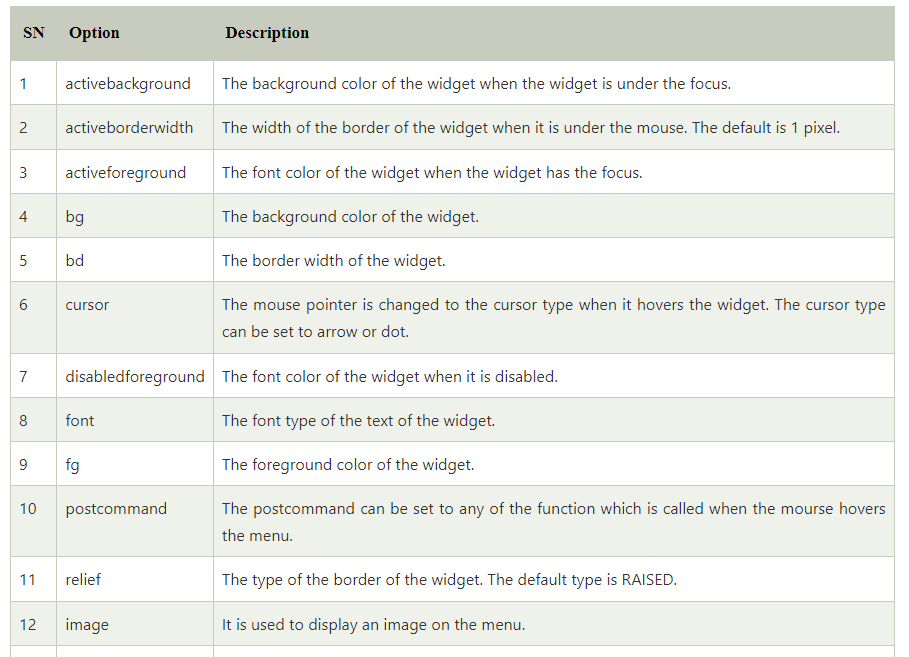 SN Option Description
1 activebackground The background color of the widget when the widget is under the focus.
2 activeborderwidth The width of the border of the widget when it is under the mouse. The default is 1 pixel.
3 activeforeground The font color of the widget when the widget has the focus.
4 bg The background color of the widget.
5 bd The border width of the widget.
6 cursor The mouse pointer is changed to the cursor type when it hovers the widget. The cursor type
can be set to arrow or dot.
7 disabledforeground The font color of the widget when it is disabled.
8 font The font type of the text of the widget.
9 fg The foreground color of the widget.
10 postcommand The postcommand can be set to any of the function which is called when the mourse hovers
the menu.
11 relief The type of the border of the widget. The default type is RAISED.
12 image It is used to display an image on the menu.